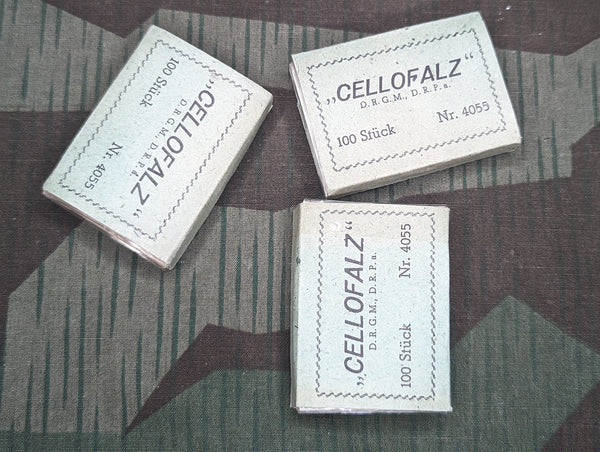 „CELLOFALZ“
D.R.G.M., D.R.P.a.
100 Stück Nr. 4055
„CELLOFALZ“
D.R.G.M., D.R.P.a.
100 Stück Nr. 4055
„CELLOFALZ“
D.R.G.M., D.R.P.a.
100 Stück Nr. 4055